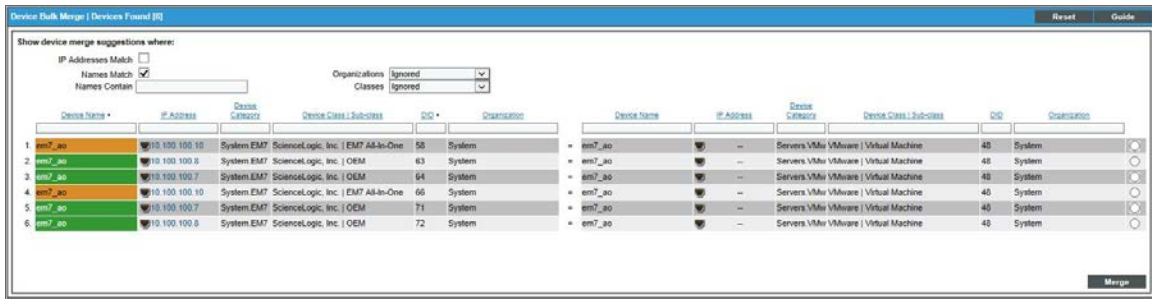 Device Bulk Merge | Devices Found [6] Reset Guide
Show device merge suggestions where:
IP Addresses Match
Names Match Organizations Ignored
Names Contain Classes Ignored
Device Name IP Address Device Category Device Class | Sub-class DID Organization Device Name IP Address Device Category Device Class | Sub-class DID Organization
1. em7_ao 10.100.100.10 System.EM7 ScienceLogic, Inc. | EM7 All-In-One 58 System = em7_ao -- Servers.VMw VMware | Virtual Machine 48 System
2. em7_ao 10.100.100.8 System.EM7 ScienceLogic, Inc. | OEM 63 System = em7_ao -- Servers.VMw VMware | Virtual Machine 48 System
3. em7_ao 10.100.100.7 System.EM7 ScienceLogic, Inc. | OEM 64 System = em7_ao -- Servers.VMw VMware | Virtual Machine 48 System
4. em7_ao 10.100.100.10 System.EM7 ScienceLogic, Inc. | EM7 All-In-One 66 System = em7_ao -- Servers.VMw VMware | Virtual Machine 48 System
5. em7_ao 10.100.100.7 System.EM7 ScienceLogic, Inc. | OEM 71 System = em7_ao -- Servers.VMw VMware | Virtual Machine 48 System
6. em7_ao 10.100.100.8 System.EM7 ScienceLogic, Inc. | OEM 72 System = em7_ao -- Servers.VMw VMware | Virtual Machine 48 System
Merge